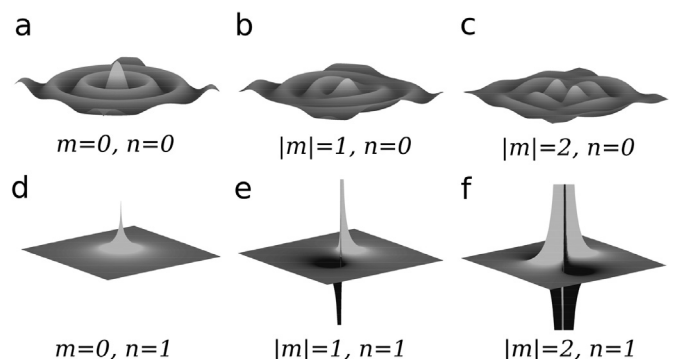 a
b
c
m=0, n=0
|m|=1, n=0
|m|=2, n=0
d
e
f
m=0, n=1
|m|=1, n=1
|m|=2, n=1